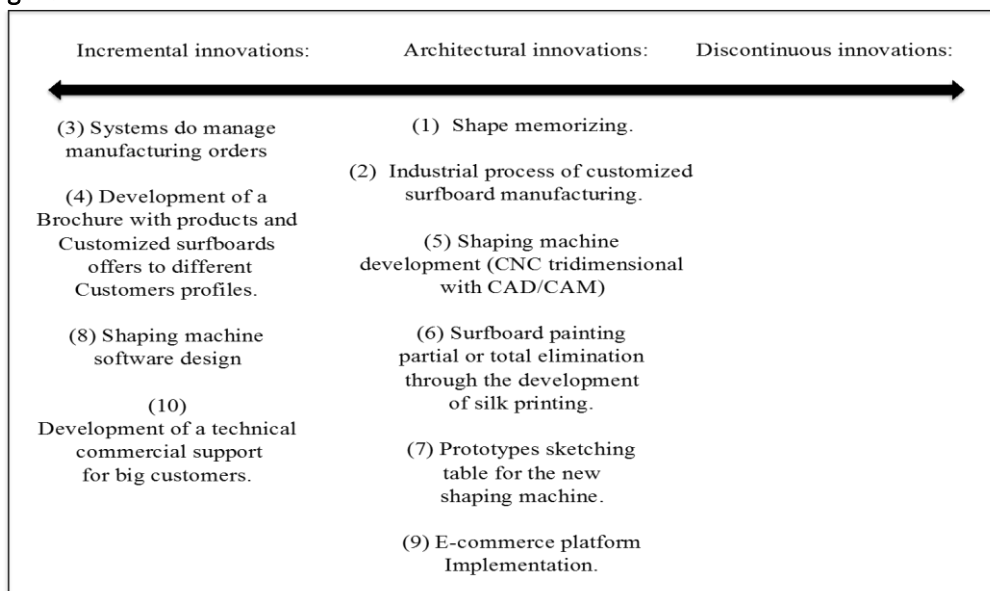 Incremental innovations:
Architectural innovations:
Discontinuous innovations:
(3) Systems do manage
manufacturing orders
(4) Development of a
Brochure with products and
Customized surfboards
offers to different
Customers profiles.
(8) Shaping machine
software design
(10)
Development of a technical
commercial support
for big customers.
(1) Shape memorizing.
(2) Industrial process of customized
surfboard manufacturing.
(5) Shaping machine
development (CNC tridimensional
with CAD/CAM)
(6) Surfboard painting
partial or total elimination
through the development
of silk printing.
(7) Prototypes sketching
table for the new
shaping machine.
(9) E-commerce platform
Implementation.